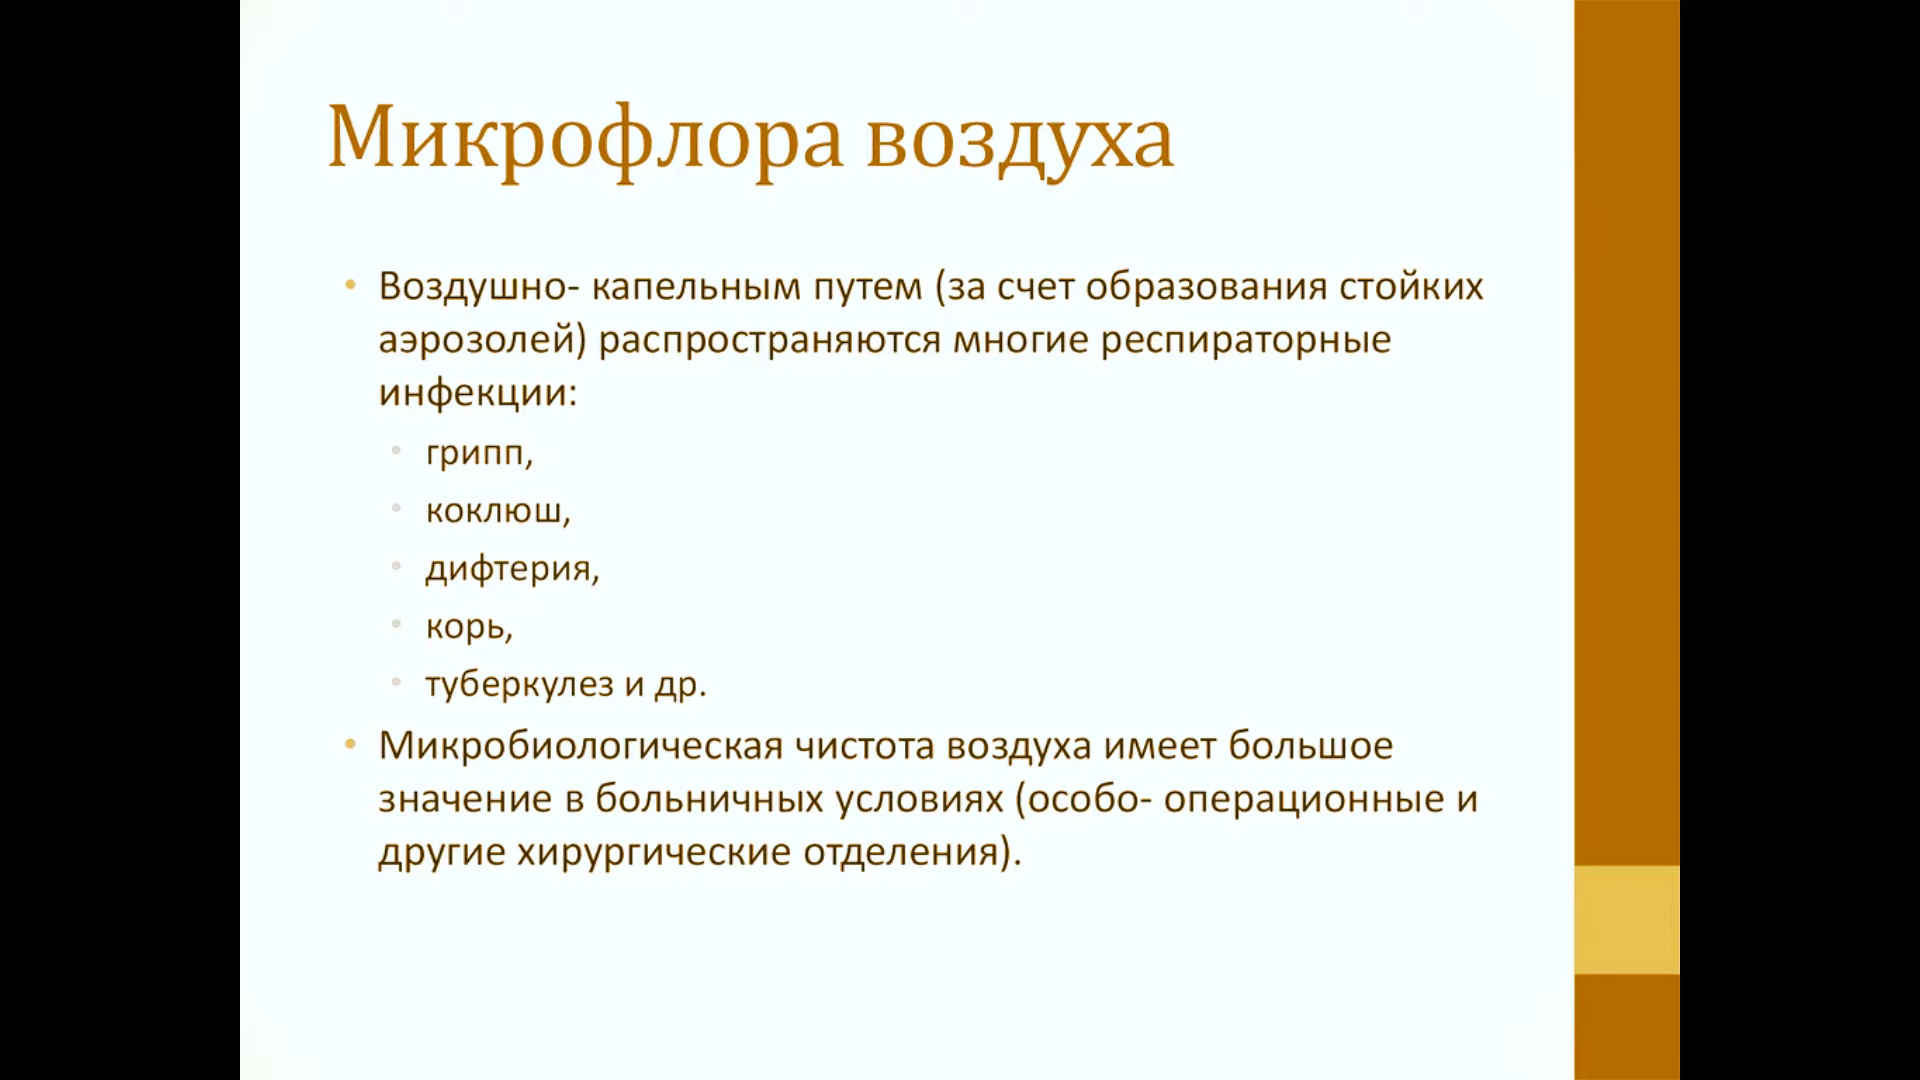 Микрофлора воздуха
• Воздушно- капельным путем (за счет образования стойких
аэрозолей) распространяются многие респираторные
инфекции:
• грипп,
• коклюш,
• дифтерия,
• корь,
• туберкулез и др.
• Микробиологическая чистота воздуха имеет большое
значение в больничных условиях (особо- операционные и
другие хирургические отделения).